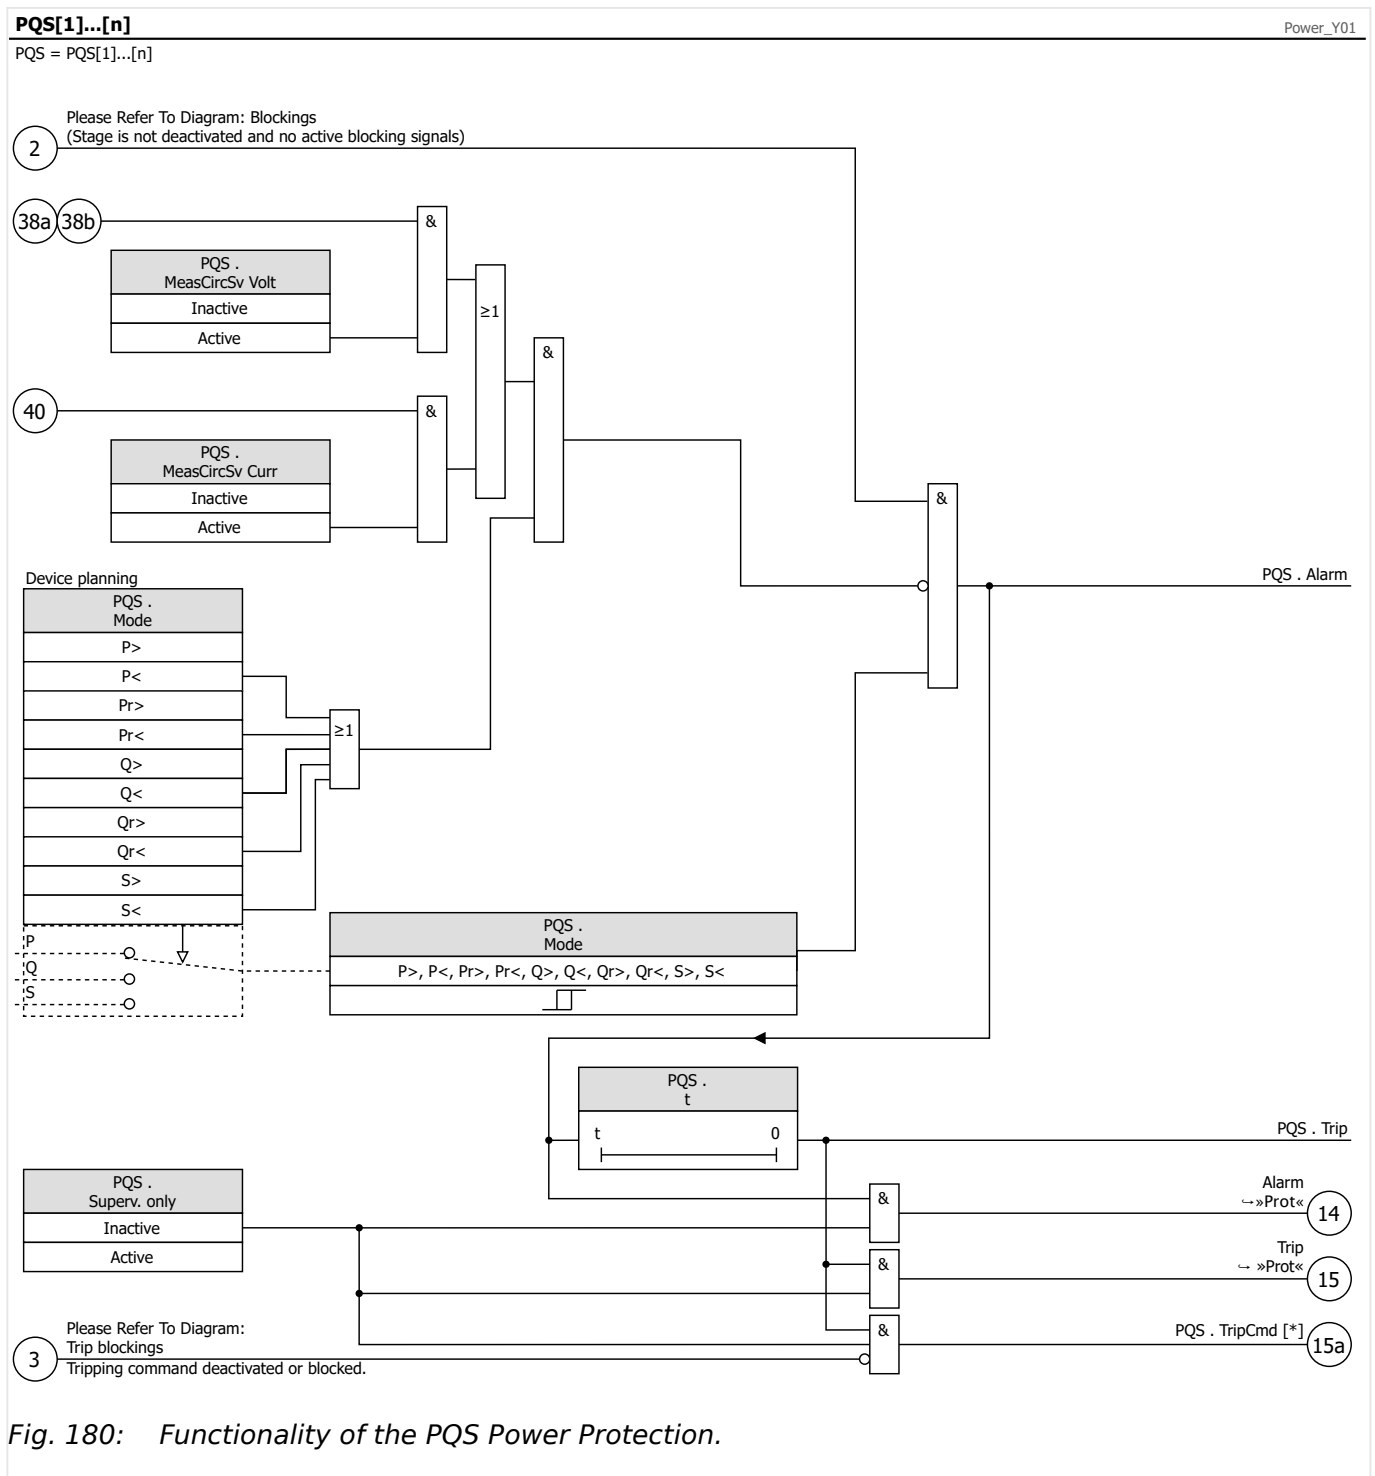 PQS[1]...[n]
Power_Y01
PQS = PQS[1]...[n]
Please Refer To Diagram: Blockings
(Stage is not deactivated and no active blocking signals)
2
38a
38b
&
PQS .
MeasCircSv Volt
Inactive
Active
≥1
&
40
&
PQS .
MeasCircSv Curr
Inactive
Active
&
PQS . Alarm
Device planning
PQS .
Mode
P>
P<
Pr>
Pr<
Q>
Q<
Qr>
Qr<
S>
S<
≥1
P
Q
S
PQS .
Mode
P>, P<, Pr>, Pr<, Q>, Q<, Qr>, Qr<, S>, S<
PQS .
t
t 0
PQS . Trip
PQS .
Superv. only
Inactive
Active
&
Alarm
↪»Prot«
14
&
Trip
↪ »Prot«
15
&
PQS . TripCmd [*]
15a
Please Refer To Diagram:
Trip blockings
3
Tripping command deactivated or blocked.
Fig. 180: Functionality of the PQS Power Protection.